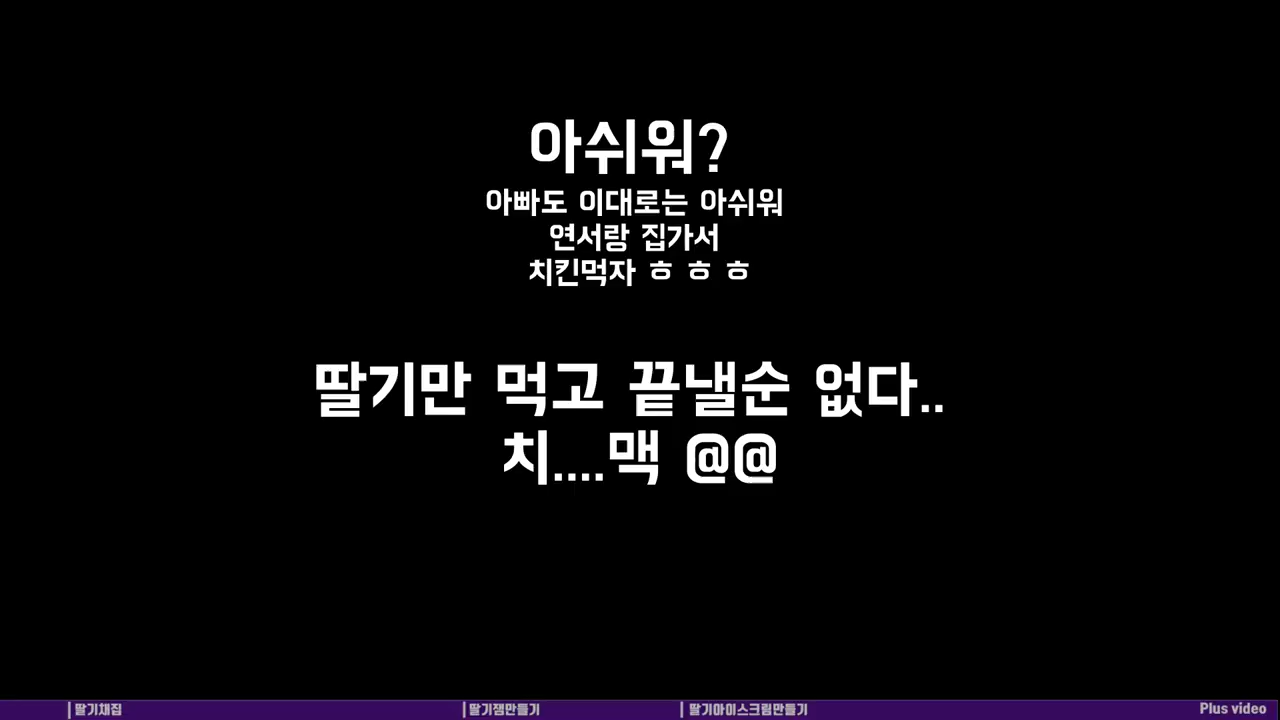 아쉬워?
아빠도 이대로는 아쉬워
연서랑 집가서
치킨먹자 ㅎ ㅎ ㅎ
딸기만 먹고 끝낼순 없다..
치....맥 @@
|딸기채집 |딸기잼만들기 | 딸기아이스크림만들기 Plus video